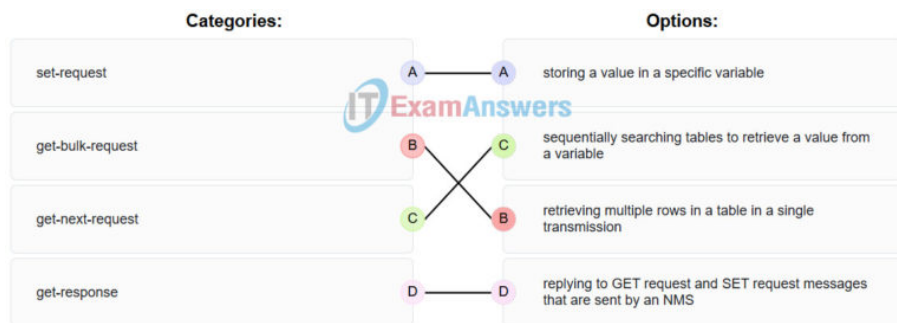 Categories:
Options:
set-request
A
A
storing a value in a specific variable
IT ExamAnswers
get-bulk-request
B
C
sequentially searching tables to retrieve a value from
a variable
get-next-request
C
B
retrieving multiple rows in a table in a single
transmission
get-response
D
D
replying to GET request and SET request messages
that are sent by an NMS